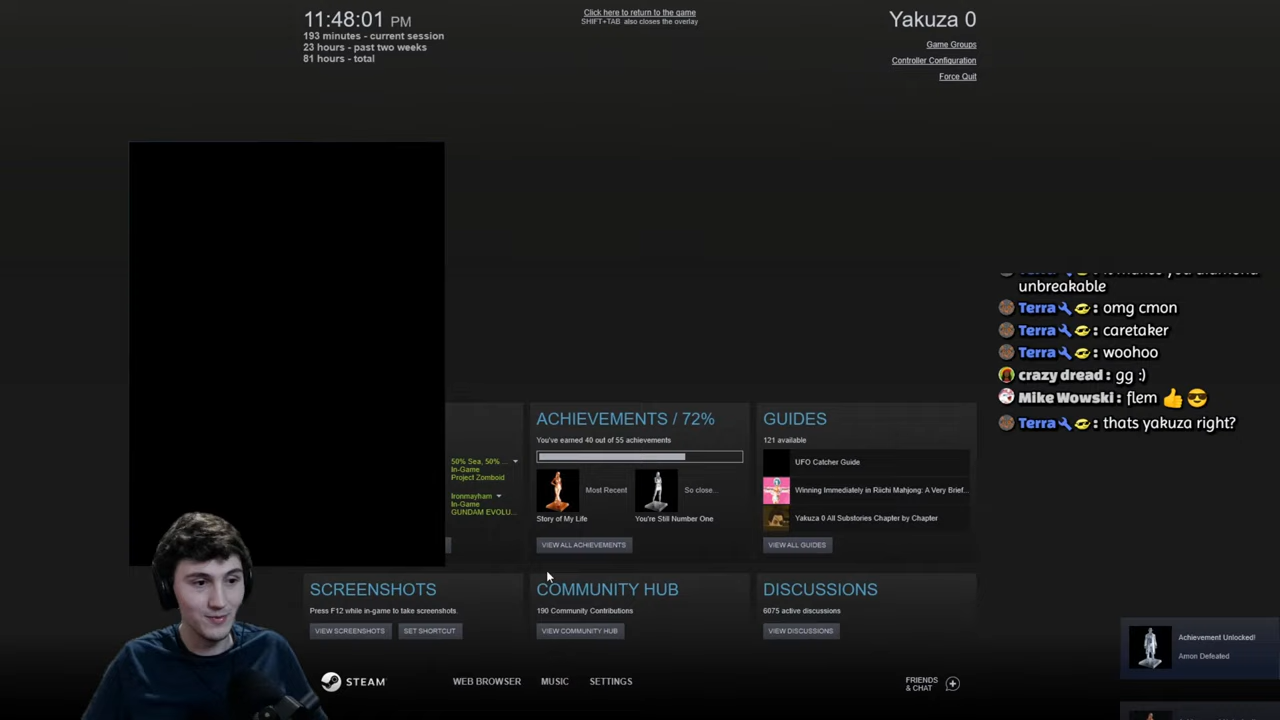 11:48:01 PM
193 minutes - current session
23 hours - past two weeks
81 hours - total
Click here to return to the game
SHIFT+TAB also closes the overlay
Yakuza 0
Game Groups
Controller Configuration
Force Quit
unbreakable
Terra: omg cmon
Terra: caretaker
Terra: woohoo
crazy dread: gg :)
Mike Wowski: flem 👍 😎
Terra: thats yakuza right?
50% Sea, 50% ...
In-Game
Project Zomboid
Ironmayham
In-Game
GUNDAM EVOLU...
ACHIEVEMENTS / 72%
You've earned 40 out of 55 achievements
Most Recent
So close...
Story of My Life
You're Still Number One
VIEW ALL ACHIEVEMENTS
GUIDES
121 available
UFO Catcher Guide
Winning Immediately in Riichi Mahjong: A Very Brief...
Yakuza 0 All Substories Chapter by Chapter
VIEW ALL GUIDES
SCREENSHOTS
Press F12 while in-game to take screenshots.
VIEW SCREENSHOTS
SET SHORTCUT
COMMUNITY HUB
190 Community Contributions
VIEW COMMUNITY HUB
DISCUSSIONS
6075 active discussions
VIEW DISCUSSIONS
Achievement Unlocked!
Amon Defeated
STEAM
WEB BROWSER
MUSIC
SETTINGS
FRIENDS
& CHAT